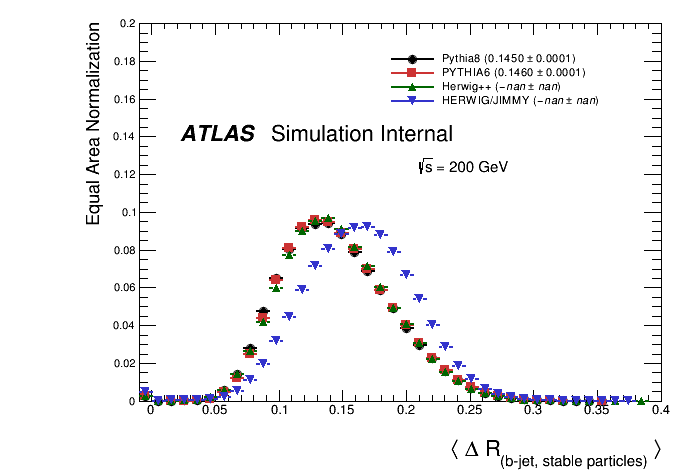 Equal Area Normalization
0.2
0.18
0.16
0.14
0.12
0.1
0.08
0.06
0.04
0.02
0
Pythia8 (0.1450 ± 0.0001)
PYTHIA6 (0.1460 ± 0.0001)
Herwig++ (−nan ± nan)
HERWIG/JIMMY (−nan ± nan)
ATLAS Simulation Internal
√s = 200 GeV
0 0.05 0.1 0.15 0.2 0.25 0.3 0.35 0.4
⟨ Δ R(b-jet, stable particles) ⟩